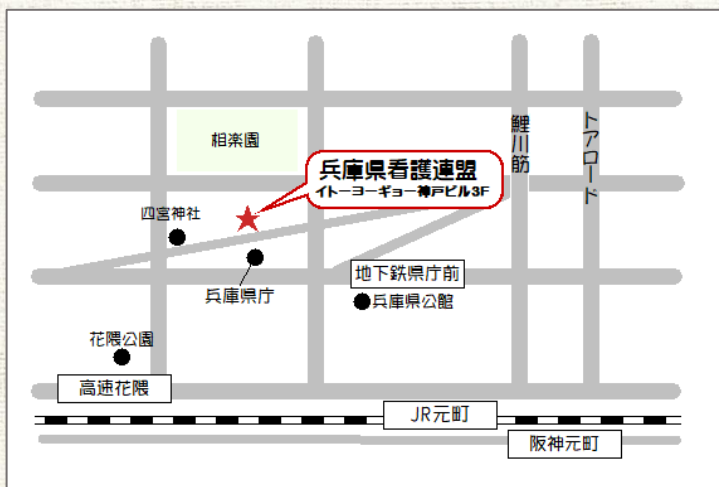 相楽園
兵庫県看護連盟
イトーヨーギョー神戸ビル3F
鯉川筋
トアロード
四宮神社
兵庫県庁
地下鉄県庁前
兵庫県公館
花隈公園
高速花隈
JR元町
阪神元町